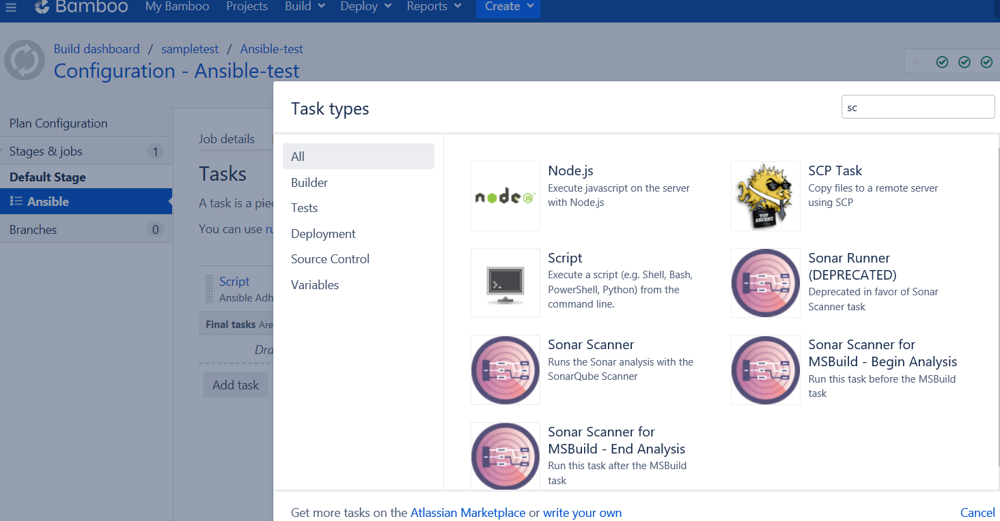 Bamboo My Bamboo Projects Build Deploy Reports Create
Build dashboard / sampletest / Ansible-test
Configuration - Ansible-test
Plan Configuration
Stages & jobs 1
Default Stage
Ansible
Branches 0
Job details
Tasks
A task is a piec
You can use ru
Script
Ansible Adh
Final tasks Are
Dra
Add task
Task types
sc
All
Builder
Tests
Deployment
Source Control
Variables
node
Node.js
Execute javascript on the server
with Node.js
TOP
SECRET
SCP Task
Copy files to a remote server
using SCP
Script
Execute a script (e.g. Shell, Bash,
PowerShell, Python) from the
command line.
Sonar Runner
(DEPRECATED)
Deprecated in favor of Sonar
Scanner task
Sonar Scanner
Runs the Sonar analysis with the
SonarQube Scanner
Sonar Scanner for
MSBuild - Begin Analysis
Run this task before the MSBuild
task
Sonar Scanner for
MSBuild - End Analysis
Run this task after the MSBuild
task
Get more tasks on the Atlassian Marketplace or write your own
Cancel